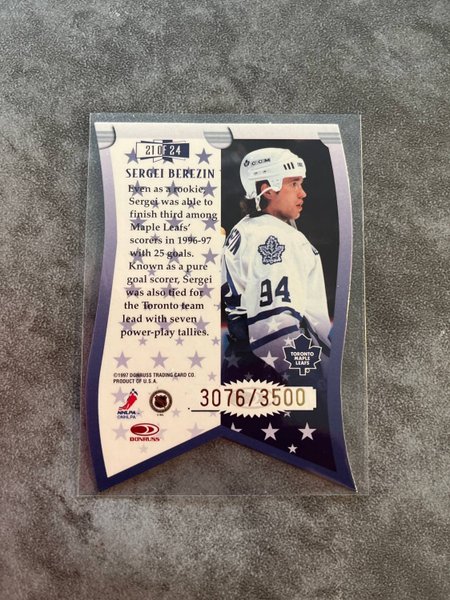 21 OF 24
SERGEI BEREZIN
Even as a rookie,
Sergei was able to
finish third among
Maple Leafs'
scorers in 1996-97
with 25 goals.
Known as a pure
goal scorer, Sergei
was also tied for
the Toronto team
lead with seven
power-play tallies.
©1997 DONRUSS TRADING CARD CO.
PRODUCT OF U.S.A.
NHLPA
DONRUSS
3076/3500
CCM
94
TORONTO
MAPLE
LEAFS